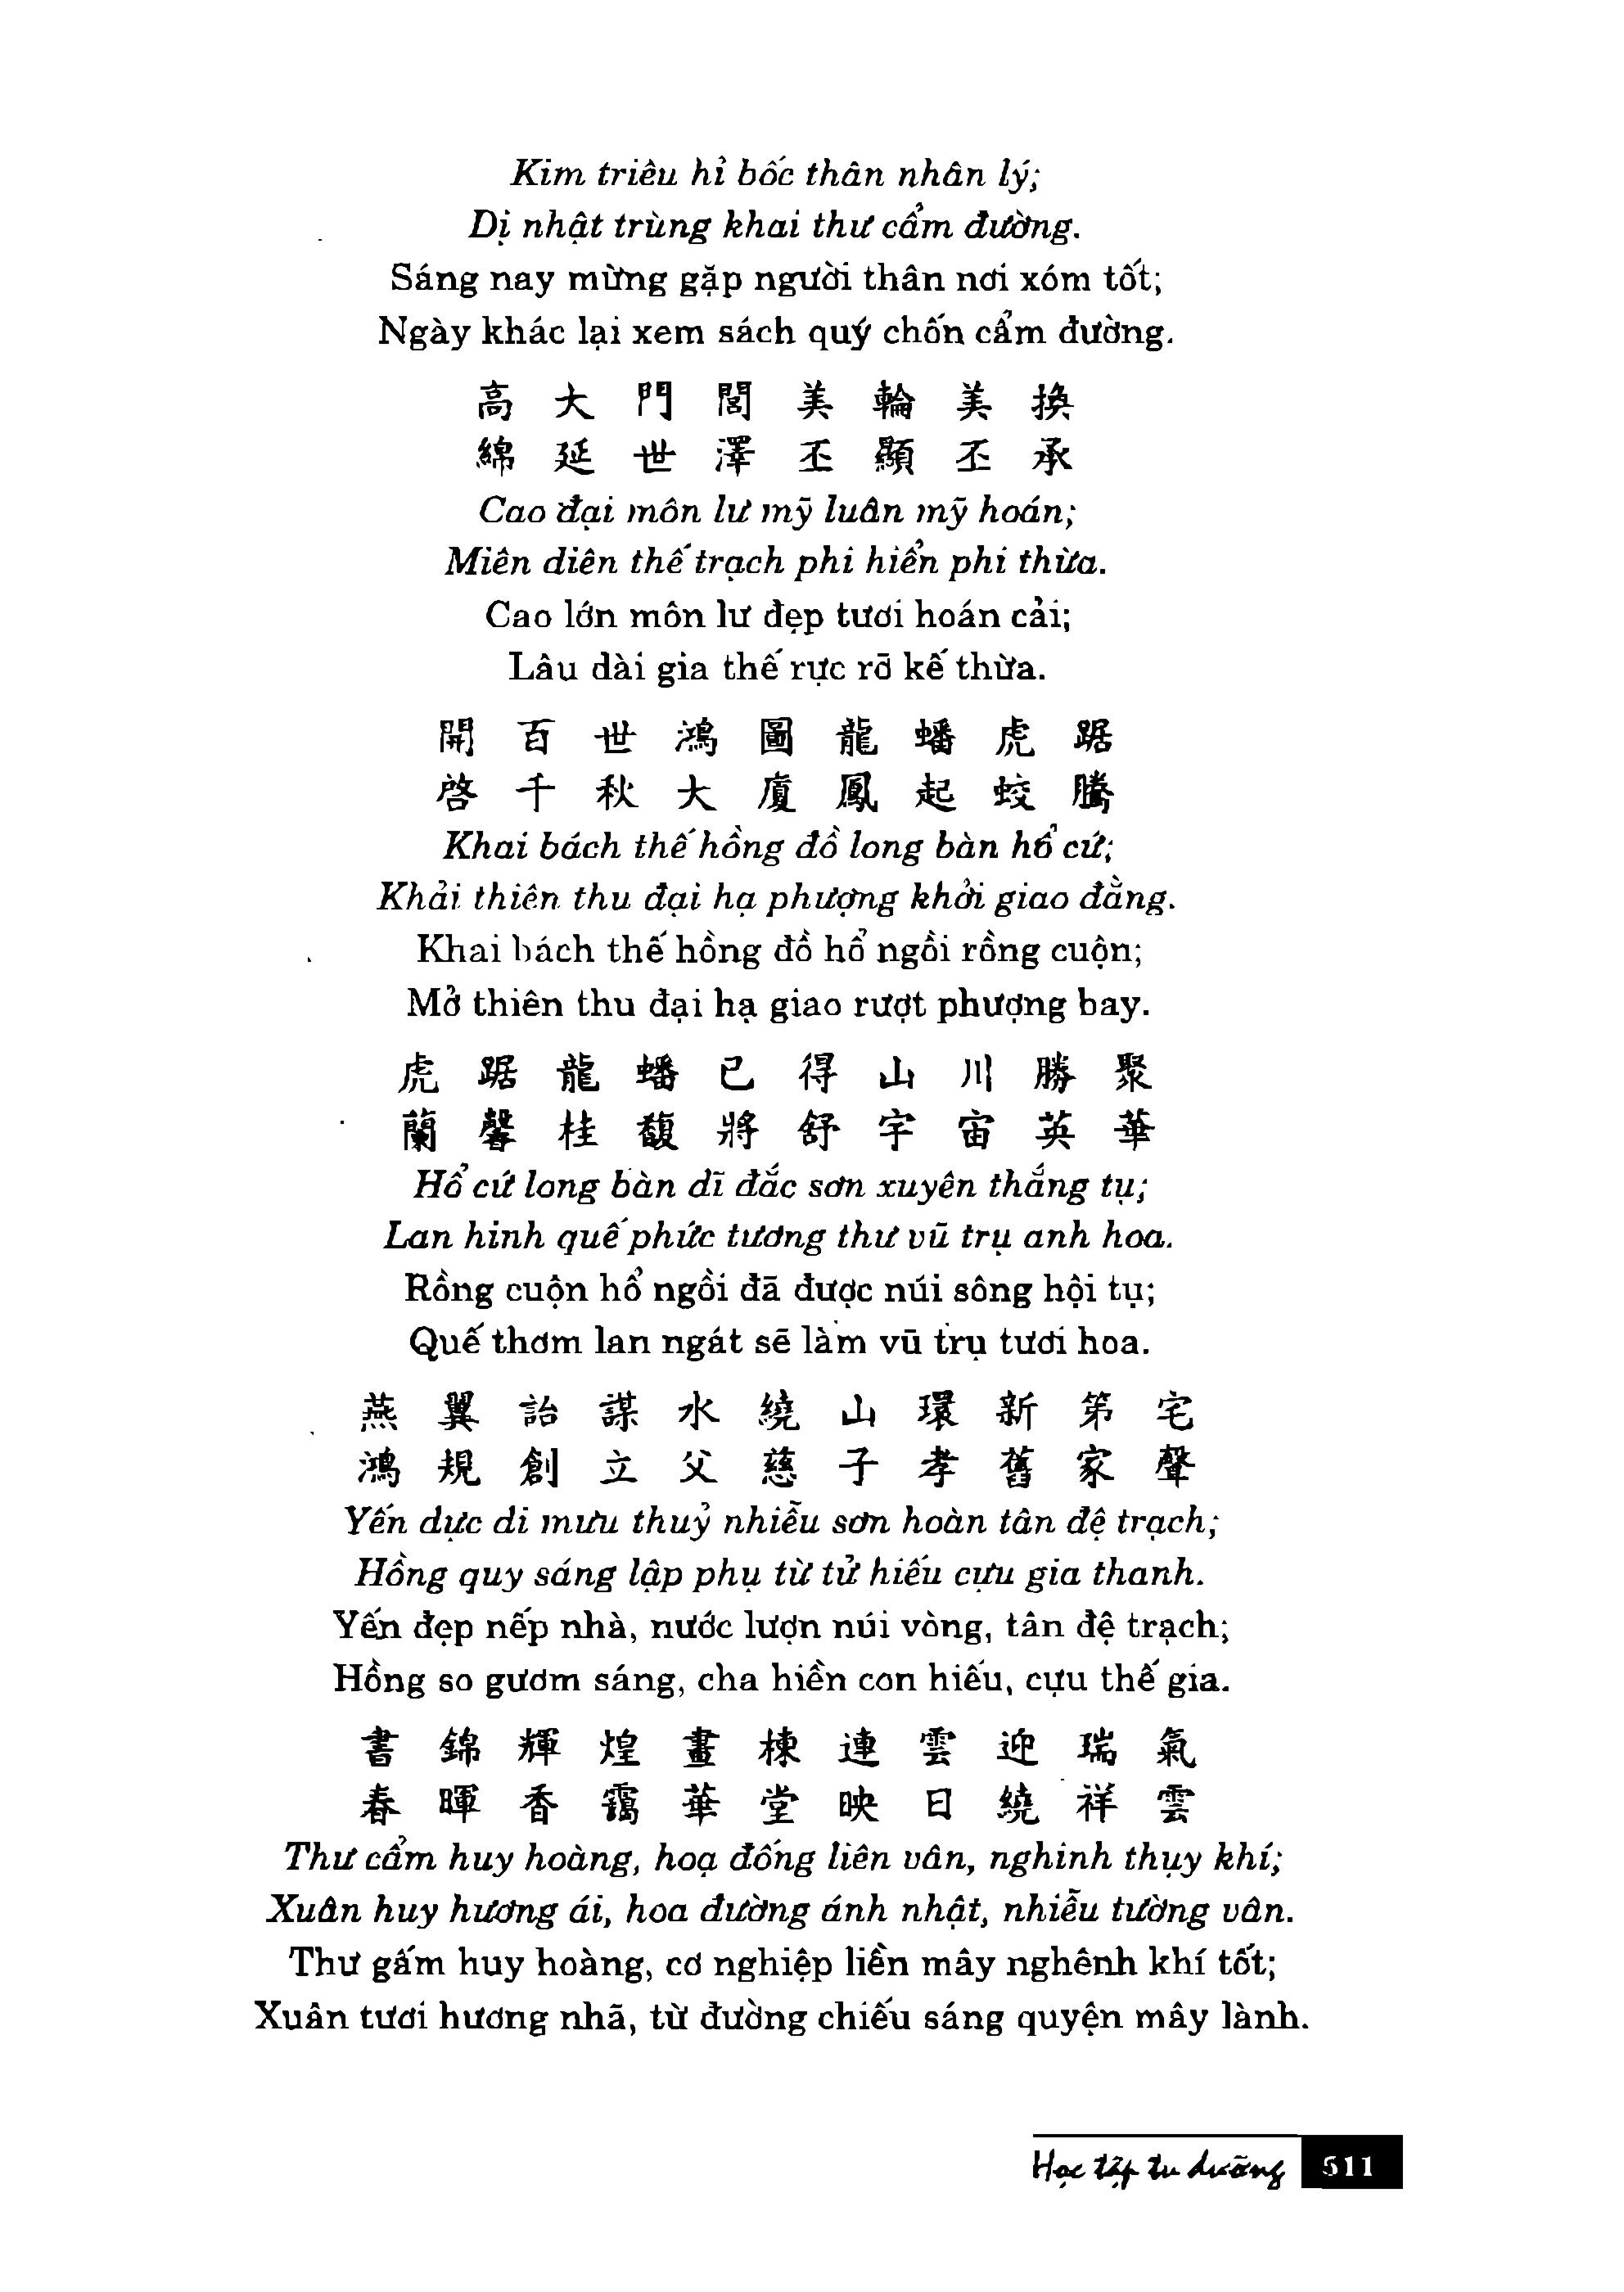 Kim triêu hỉ bốc thân nhân lý;
Dị nhật trùng khai thư cẩm đường.
Sáng nay mừng gặp người thân nơi xóm tốt;
Ngày khác lại xem sách quý chốn cẩm đường.
高 大 門 閭 美 輪 美 換
綿 延 世 澤 丕 顯 丕 承
Cao đại môn lư mỹ luân mỹ hoán;
Miên diên thế trạch phi hiển phi thừa.
Cao lớn môn lư đẹp tươi hoán cải;
Lâu dài gia thế rực rỡ kế thừa.
開 百 世 鴻 圖 龍 蟠 虎 踞
啓 千 秋 大 廈 鳳 起 蛟 騰
Khai bách thế hồng đồ long bàn hổ cứ;
Khải thiên thu đại hạ phượng khởi giao đằng.
Khai bách thế hồng đồ hổ ngồi rồng cuộn;
Mở thiên thu đại hạ giao rượt phượng bay.
虎 踞 龍 蟠 已 得 山 川 勝 聚
蘭 馨 桂 馥 將 舒 宇 宙 英 華
Hổ cứ long bàn dĩ đắc sơn xuyên thắng tụ;
Lan hinh quế phức tương thư vũ trụ anh hoa.
Rồng cuộn hổ ngồi đã được núi sông hội tụ;
Quế thơm lan ngát sẽ làm vũ trụ tươi hoa.
燕 翼 詒 謀 水 繞 山 環 新 第 宅
鴻 規 創 立 父 慈 子 孝 舊 家 聲
Yến dực di mưu thuỷ nhiễu sơn hoàn tân đệ trạch;
Hồng quy sáng lập phụ từ tử hiếu cựu gia thanh.
Yến đẹp nếp nhà, nước lượn núi vòng, tân đệ trạch;
Hồng so gươm sáng, cha hiền con hiếu, cựu thế gia.
書 錦 輝 煌 畫 棟 連 雲 迎 瑞 氣
春 暉 香 靄 華 堂 映 日 繞 祥 雲
Thư cẩm huy hoàng, hoạ đống liên vân, nghinh thụy khí;
Xuân huy hương ái, hoa đường ánh nhật, nhiễu tường vân.
Thư gấm huy hoàng, cơ nghiệp liền mây nghênh khí tốt;
Xuân tươi hương nhã, từ đường chiếu sáng quyện mây lành.
Học tập tu dưỡng 511